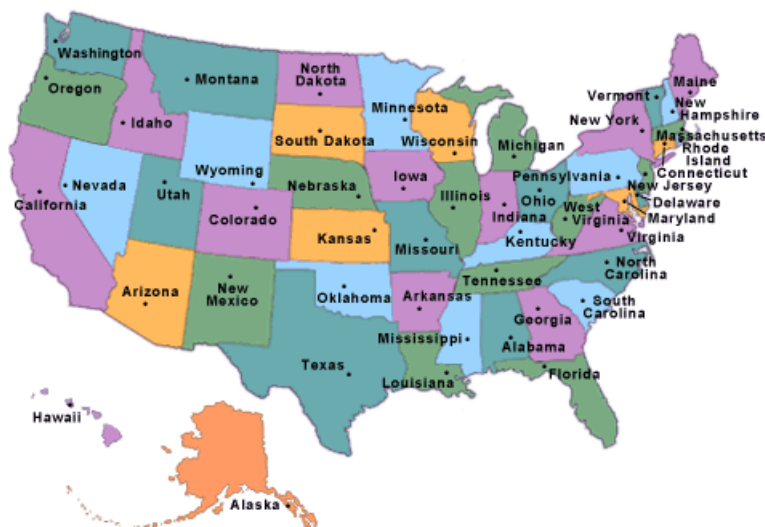 Washington
Montana
North
Dakota
Minnesota
Vermont
Maine
New
Hampshire
Oregon
Idaho
South Dakota
Wisconsin
Michigan
New York
Massachusetts
Rhode
Island
Connecticut
Wyoming
Nebraska
Iowa
Pennsylvania
New Jersey
Nevada
Utah
Colorado
Illinois
Indiana
Ohio
West
Virginia
Delaware
Maryland
California
Kansas
Missouri
Kentucky
Virginia
Arizona
New
Mexico
Oklahoma
Arkansas
Tennessee
North
Carolina
South
Carolina
Georgia
Mississippi
Alabama
Texas
Louisiana
Florida
Hawaii
Alaska